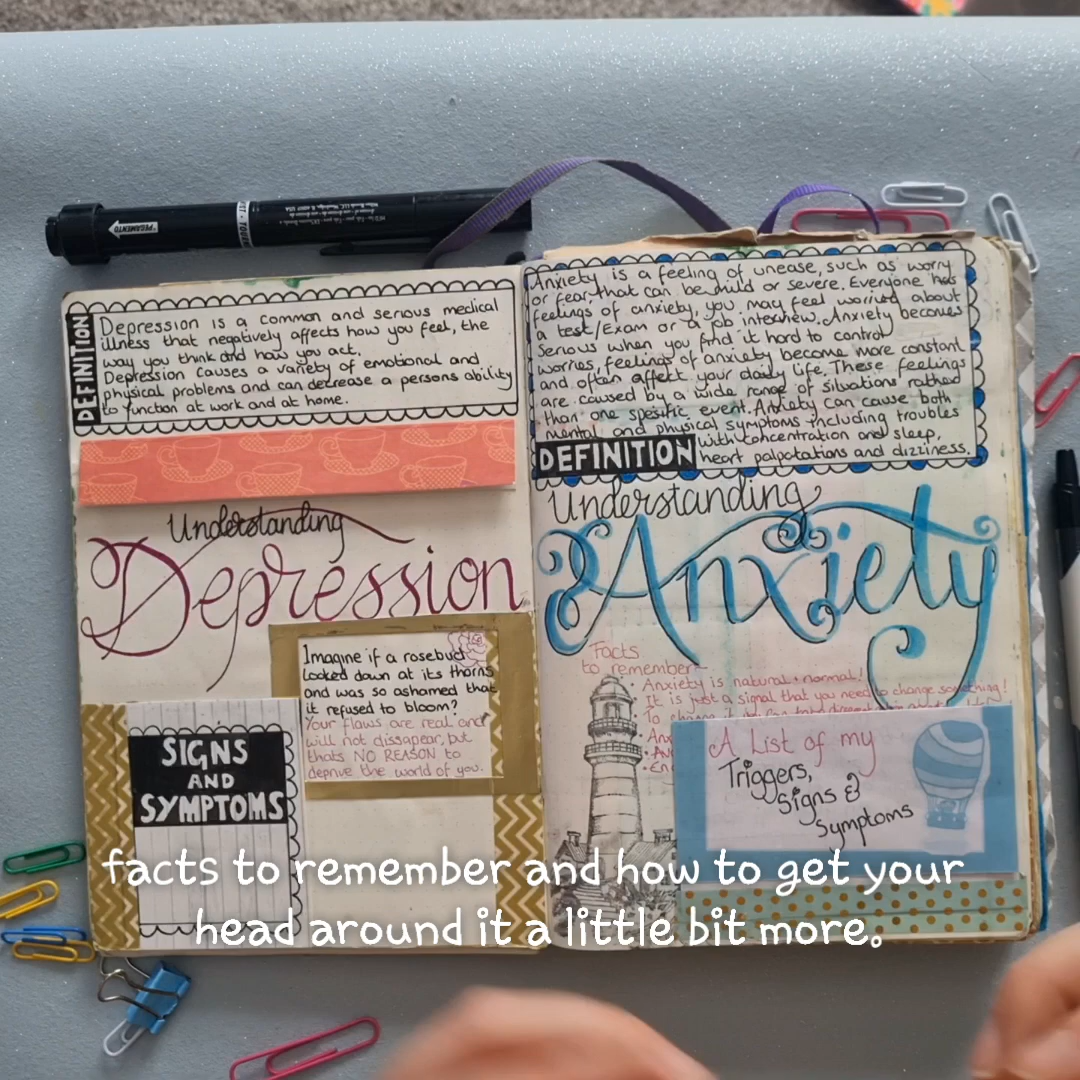 PEGAMENTO
DEFINITION
Depression is a common and serious medical
illness that negatively affects how you feel, the
way you think and how you act.
Depression causes a variety of emotional and
physical problems and can decrease a persons ability
to function at work and at home.
Understanding
Depression
Imagine if a rosebud
looked down at its thorns
and was so ashamed that
it refused to bloom?
Your flaws are real and
will not dissapear, but
thats NO REASON to
deprive the world of you.
SIGNS
AND
SYMPTOMS
Anxiety is a feeling of unease, such as worry
or fear, that can be mild or severe. Everyone has
feelings of anxiety, you may feel worried about
a test/Exam or a job interview. Anxiety becomes
serious when you find it hard to control
worries, feelings of anxiety become more constant
and often affect your daily life. These feelings
are caused by a wide range of situations rathed
than one spesific event. Anxiety can cause both
mental and physical symptoms including troubles
with concentration and sleep,
heart palpotations and dizziness.
DEFINITION
Understanding
Anxiety
Facts
to remember
• Anxiety is natural + normal!
It is just a signal that you need to change something!
A List of my
Triggers,
Signs &
Symptoms
facts to remember and how to get your
head around it a little bit more.